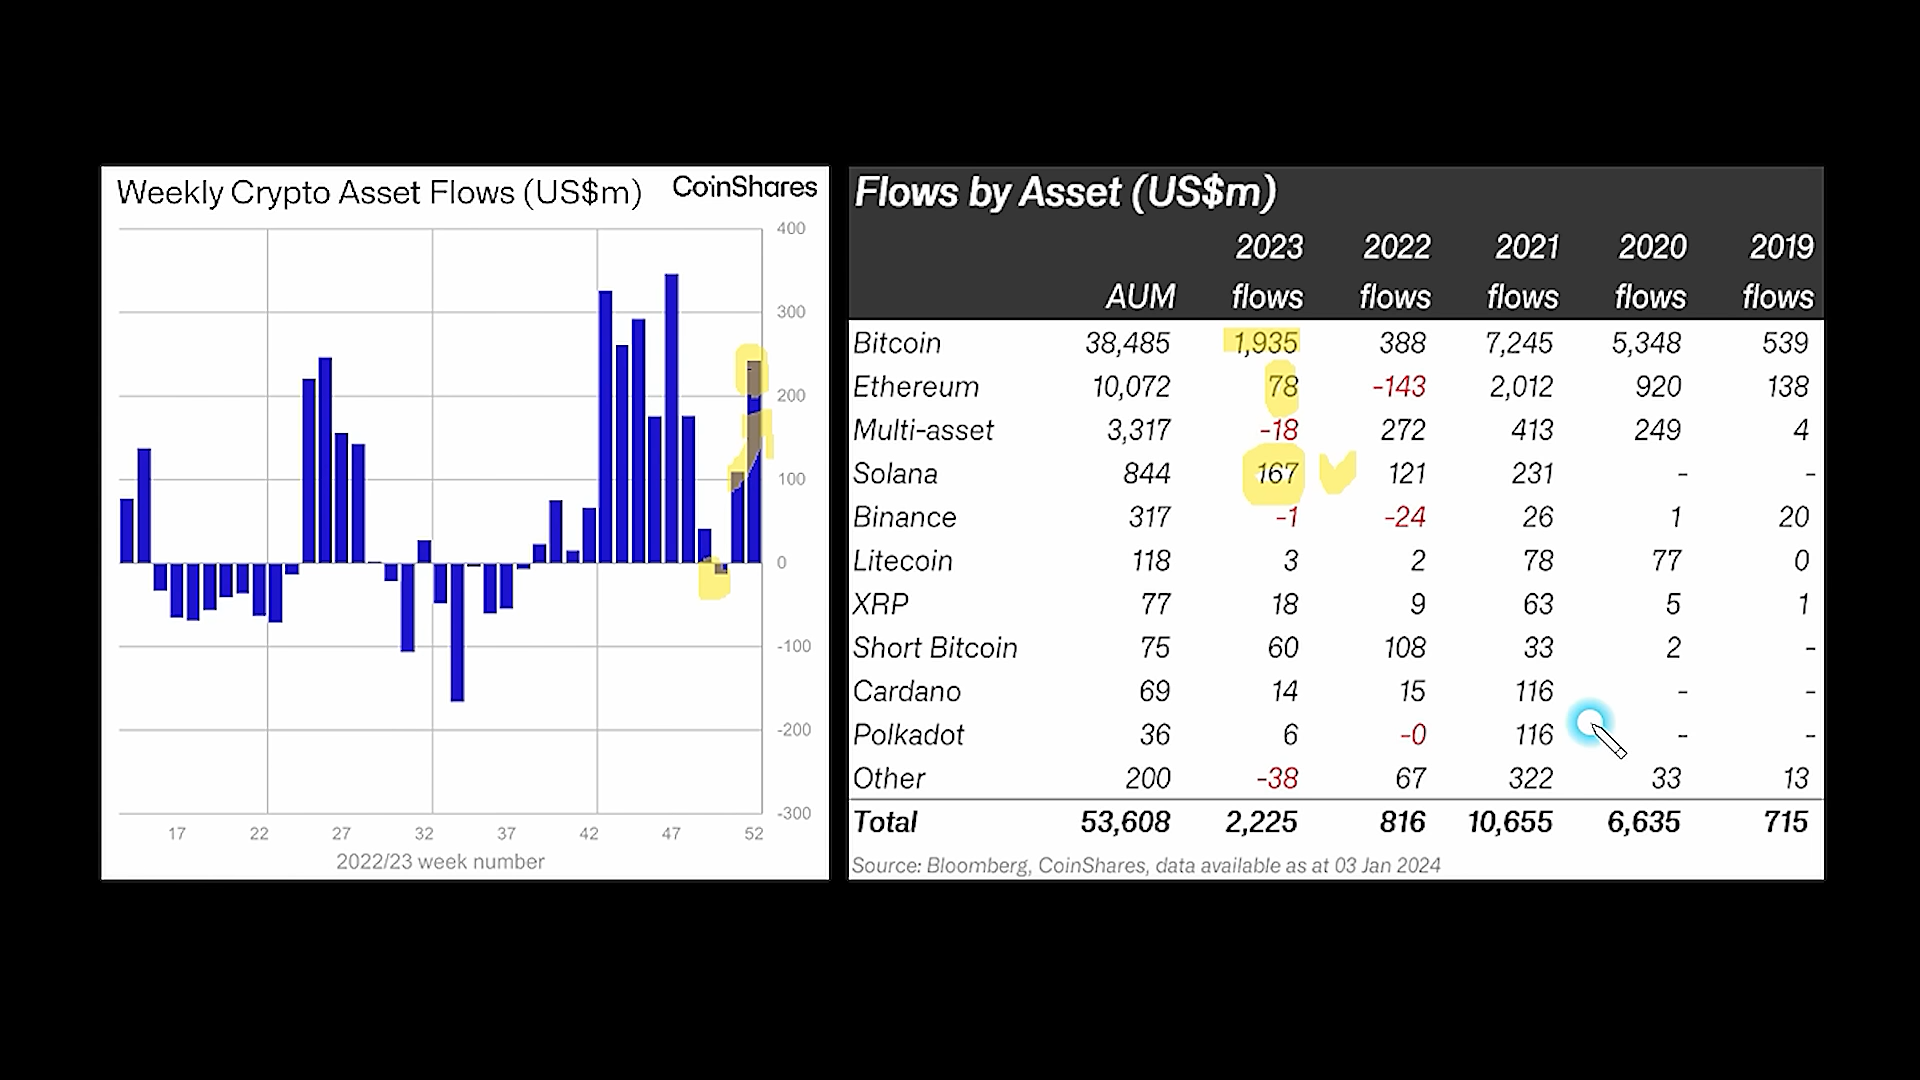 Weekly Crypto Asset Flows (US$m) CoinShares
400
300
200
100
0
-100
-200
-300
17 22 27 32 37 42 47 52
2022/23 week number
Flows by Asset (US$m)
2023 2022 2021 2020 2019
AUM flows flows flows flows flows
Bitcoin 38,485 1,935 388 7,245 5,348 539
Ethereum 10,072 78 -143 2,012 920 138
Multi-asset 3,317 -18 272 413 249 4
Solana 844 167 121 231 - -
Binance 317 -1 -24 26 1 20
Litecoin 118 3 2 78 77 0
XRP 77 18 9 63 5 1
Short Bitcoin 75 60 108 33 2 -
Cardano 69 14 15 116 - -
Polkadot 36 6 -0 116 - -
Other 200 -38 67 322 33 13
Total 53,608 2,225 816 10,655 6,635 715
Source: Bloomberg, CoinShares, data available as at 03 Jan 2024